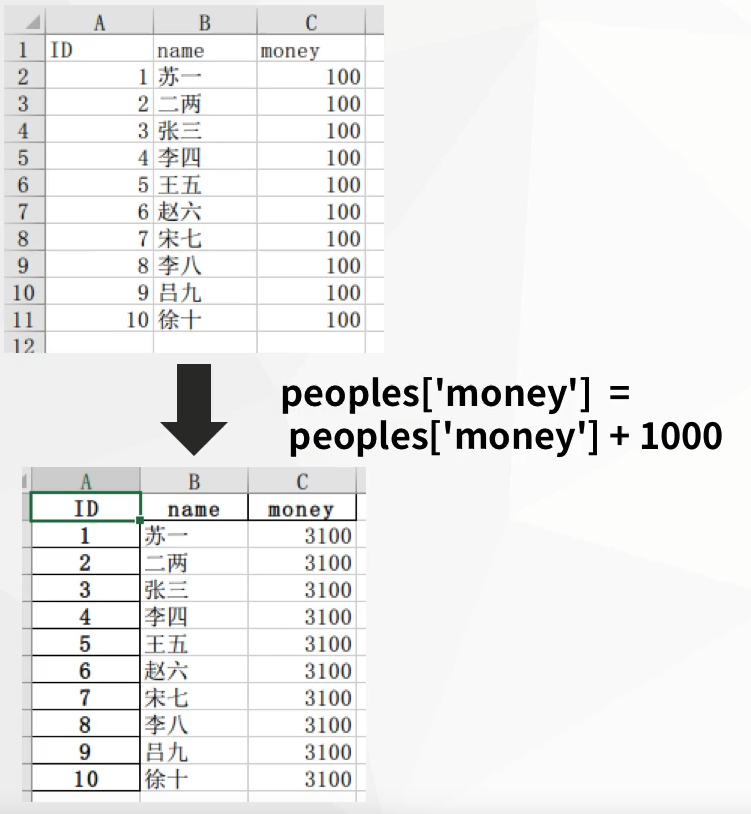 A B C
1 ID name money
2 1 苏一 100
3 2 二两 100
4 3 张三 100
5 4 李四 100
6 5 王五 100
7 6 赵六 100
8 7 宋七 100
9 8 李八 100
10 9 吕九 100
11 10 徐十 100
12
peoples['money'] =
peoples['money'] + 1000
A B C
ID name money
1 苏一 3100
2 二两 3100
3 张三 3100
4 李四 3100
5 王五 3100
6 赵六 3100
7 宋七 3100
8 李八 3100
9 吕九 3100
10 徐十 3100